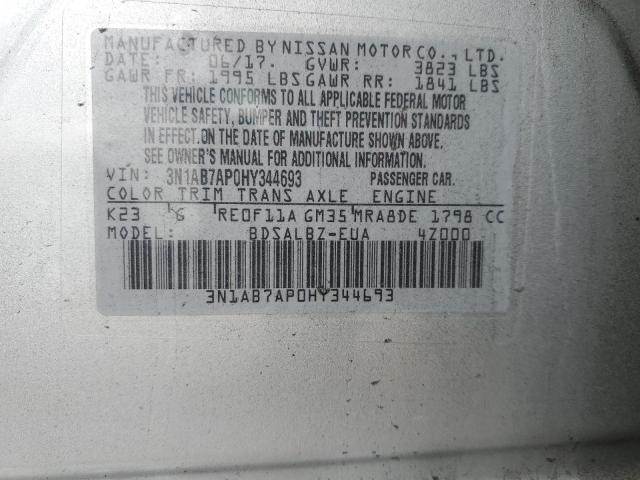 MANUFACTURED BY NISSAN MOTOR CO., LTD.
DATE: 06/17. GVWR: 3823 LBS
GAWR FR: 1995 LBS GAWR RR: 1841 LBS
THIS VEHICLE CONFORMS TO ALL APPLICABLE FEDERAL MOTOR
VEHICLE SAFETY, BUMPER AND THEFT PREVENTION STANDARDS
IN EFFECT ON THE DATE OF MANUFACTURE SHOWN ABOVE.
SEE OWNER'S MANUAL FOR ADDITIONAL INFORMATION.
VIN: 3N1AB7AP0HY344693 PASSENGER CAR.
COLOR TRIM TRANS AXLE ENGINE
K23 G RE0F11A GM35 MRA8DE 1798 CC
MODEL: BDSALBZ-EUA 4Z000
3N1AB7AP0HY344693